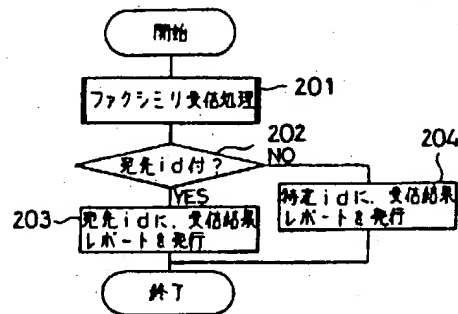 開始
ファクシミリ受信処理
201
宛先id付?
202
NO
YES
204
特定idに、受信結果
レポートを発行
203
宛先idに、受信結果
レポートを発行
終了